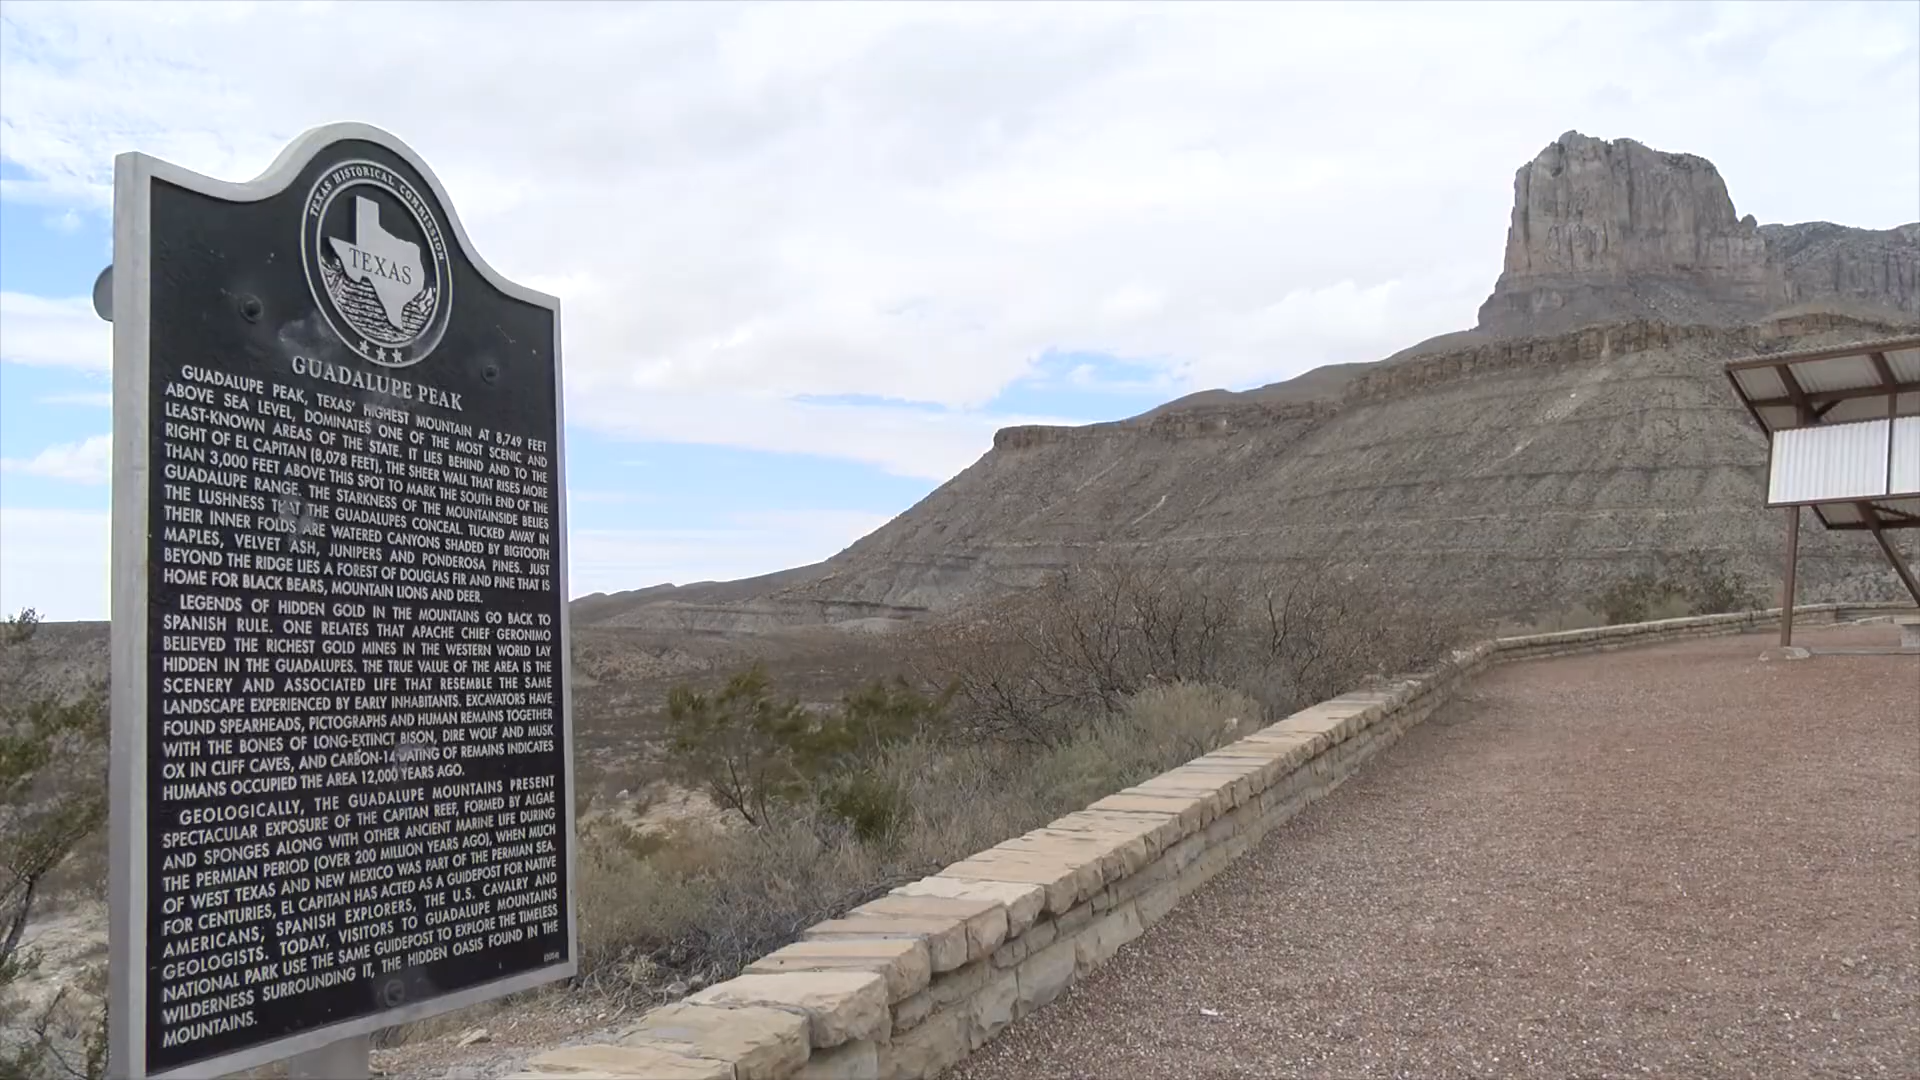 TEXAS HISTORICAL COMMISSION
TEXAS
GUADALUPE PEAK
GUADALUPE PEAK, TEXAS' HIGHEST MOUNTAIN AT 8,749 FEET
ABOVE SEA LEVEL, DOMINATES ONE OF THE MOST SCENIC AND
LEAST-KNOWN AREAS OF THE STATE. IT LIES BEHIND AND TO THE
RIGHT OF EL CAPITAN (8,078 FEET), THE SHEER WALL THAT RISES MORE
THAN 3,000 FEET ABOVE THIS SPOT TO MARK THE SOUTH END OF THE
GUADALUPE RANGE. THE STARKNESS OF THE MOUNTAINSIDE BELIES
THE LUSHNESS THAT THE GUADALUPES CONCEAL. TUCKED AWAY IN
THEIR INNER FOLDS ARE WATERED CANYONS SHADED BY BIGTOOTH
MAPLES, VELVET ASH, JUNIPERS AND PONDEROSA PINES. JUST
BEYOND THE RIDGE LIES A FOREST OF DOUGLAS FIR AND PINE THAT IS
HOME FOR BLACK BEARS, MOUNTAIN LIONS AND DEER.
LEGENDS OF HIDDEN GOLD IN THE MOUNTAINS GO BACK TO
SPANISH RULE. ONE RELATES THAT APACHE CHIEF GERONIMO
BELIEVED THE RICHEST GOLD MINES IN THE WESTERN WORLD LAY
HIDDEN IN THE GUADALUPES. THE TRUE VALUE OF THE AREA IS THE
SCENERY AND ASSOCIATED LIFE THAT RESEMBLE THE SAME
LANDSCAPE EXPERIENCED BY EARLY INHABITANTS. EXCAVATORS HAVE
FOUND SPEARHEADS, PICTOGRAPHS AND HUMAN REMAINS TOGETHER
WITH THE BONES OF LONG-EXTINCT BISON, DIRE WOLF AND MUSK
OX IN CLIFF CAVES, AND CARBON-14 DATING OF REMAINS INDICATES
HUMANS OCCUPIED THE AREA 12,000 YEARS AGO.
GEOLOGICALLY, THE GUADALUPE MOUNTAINS PRESENT
SPECTACULAR EXPOSURE OF THE CAPITAN REEF, FORMED BY ALGAE
AND SPONGES ALONG WITH OTHER ANCIENT MARINE LIFE DURING
THE PERMIAN PERIOD (OVER 200 MILLION YEARS AGO), WHEN MUCH
OF WEST TEXAS AND NEW MEXICO WAS PART OF THE PERMIAN SEA.
FOR CENTURIES, EL CAPITAN HAS ACTED AS A GUIDEPOST FOR NATIVE
AMERICANS, SPANISH EXPLORERS, THE U.S. CAVALRY AND
GEOLOGISTS. TODAY, VISITORS TO GUADALUPE MOUNTAINS
NATIONAL PARK USE THE SAME GUIDEPOST TO EXPLORE THE TIMELESS
WILDERNESS SURROUNDING IT, THE HIDDEN OASIS FOUND IN THE
MOUNTAINS.